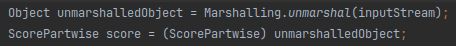 Object unmarshalledObject = Marshalling.unmarshal(inputStream);
ScorePartwise score = (ScorePartwise) unmarshalledObject;